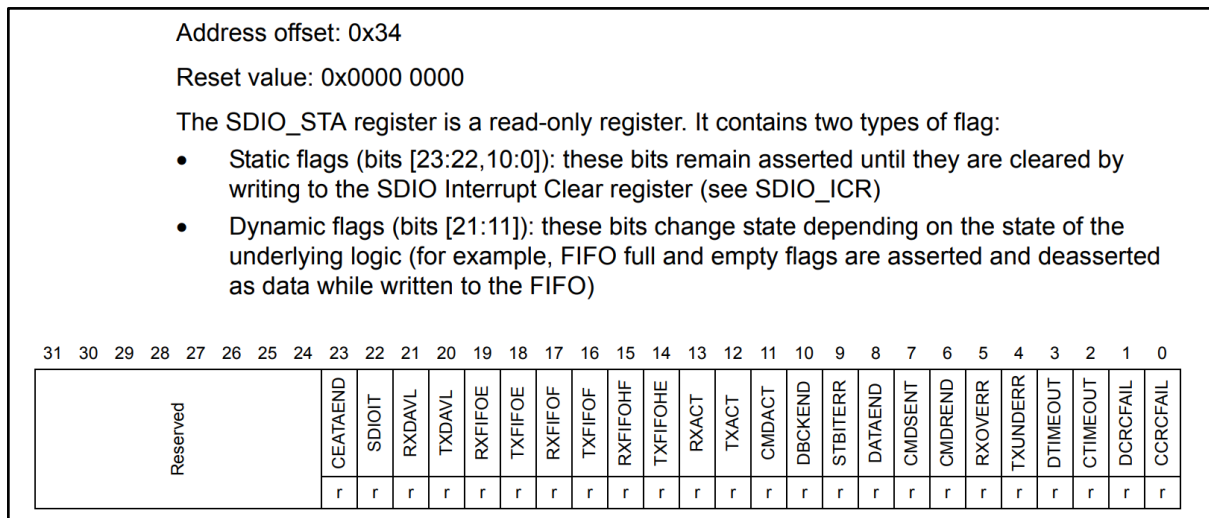 Address offset: 0x34
Reset value: 0x0000 0000
The SDIO_STA register is a read-only register. It contains two types of flag:
• Static flags (bits [23:22,10:0]): these bits remain asserted until they are cleared by
writing to the SDIO Interrupt Clear register (see SDIO_ICR)
• Dynamic flags (bits [21:11]): these bits change state depending on the state of the
underlying logic (for example, FIFO full and empty flags are asserted and deasserted
as data while written to the FIFO)
31 30 29 28 27 26 25 24 23 22 21 20 19 18 17 16 15 14 13 12 11 10 9 8 7 6 5 4 3 2 1 0
Reserved CEATAEND SDIOIT RXDAVL TXDAVL RXFIFOE TXFIFOE RXFIFOF TXFIFOF RXFIFOHF TXFIFOHE RXACT TXACT CMDACT DBCKEND STBITERR DATAEND CMDSENT CMDREND RXOVERR TXUNDERR DTIMEOUT CTIMEOUT DCRCFAIL CCRCFAIL
r r r r r r r r r r r r r r r r r r r r r r r r